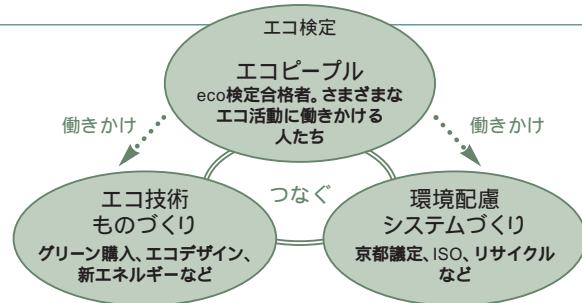 エコ検定
エコピープル
eco検定合格者。さまざまな
エコ活動に働きかける
人たち
働きかけ
働きかけ
つなぐ
エコ技術
ものづくり
グリーン購入、エコデザイン、
新エネルギーなど
環境配慮
システムづくり
京都議定、ISO、リサイクル
など